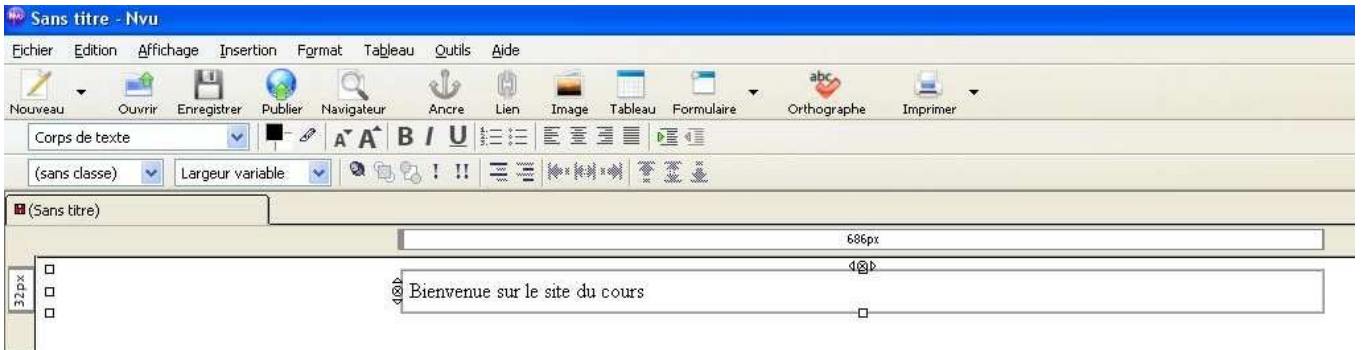 Sans titre - Nvu
Fichier Edition Affichage Insertion Format Tableau Outils Aide
Nouveau Ouvrir Enregistrer Publier Navigateur Ancre Lien Image Tableau Formulaire Orthographe Imprimer
Corps de texte
(sans classe) Largeur variable
(Sans titre)
686px
32px
Bienvenue sur le site du cours